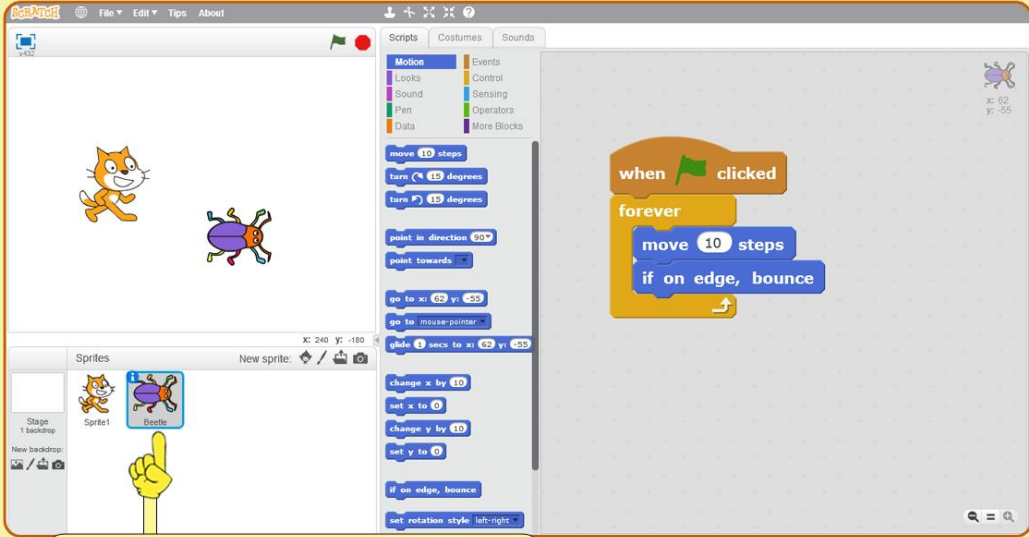 SCRATCH File Edit Tips About
v432
Scripts Costumes Sounds
Motion Events
Looks Control
Sound Sensing
Pen Operators
Data More Blocks
move 10 steps
turn 15 degrees
turn 15 degrees
point in direction 90
point towards
go to x: 62 y: -55
go to mouse-pointer
glide 1 secs to x: 62 y: -55
change x by 10
set x to 0
change y by 10
set y to 0
if on edge, bounce
set rotation style left-right
x: 62
y: -55
when clicked
forever
move 10 steps
if on edge, bounce
X: 240 y: -180
Sprites New sprite:
Stage
1 backdrop
New backdrop:
Sprite1
Beetle